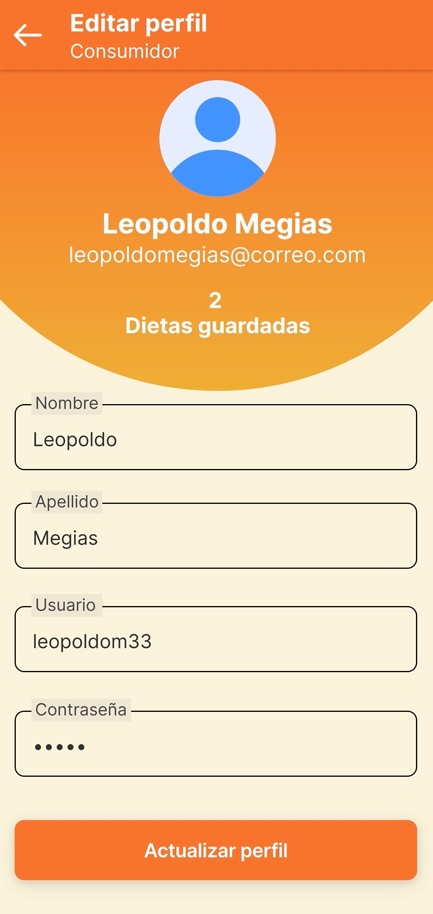 Editar perfil
Consumidor
Leopoldo Megias
leopoldomegias@correo.com
2
Dietas guardadas
Nombre
Leopoldo
Apellido
Megias
Usuario
leopoldom33
Contraseña
•••••
Actualizar perfil